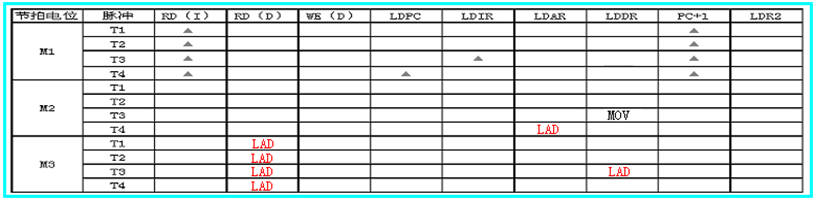 节拍电位 脉冲 RD (I) RD (D) WE (D) LDPC LDIR LDAR LDDR PC+1 LDR2
M1 T1 ▲ ▲
T2 ▲ ▲
T3 ▲ ▲ ▲
T4 ▲ ▲ ▲
M2 T1
T2
T3 MOV
T4 LAD
M3 T1 LAD
T2 LAD
T3 LAD LAD
T4 LAD